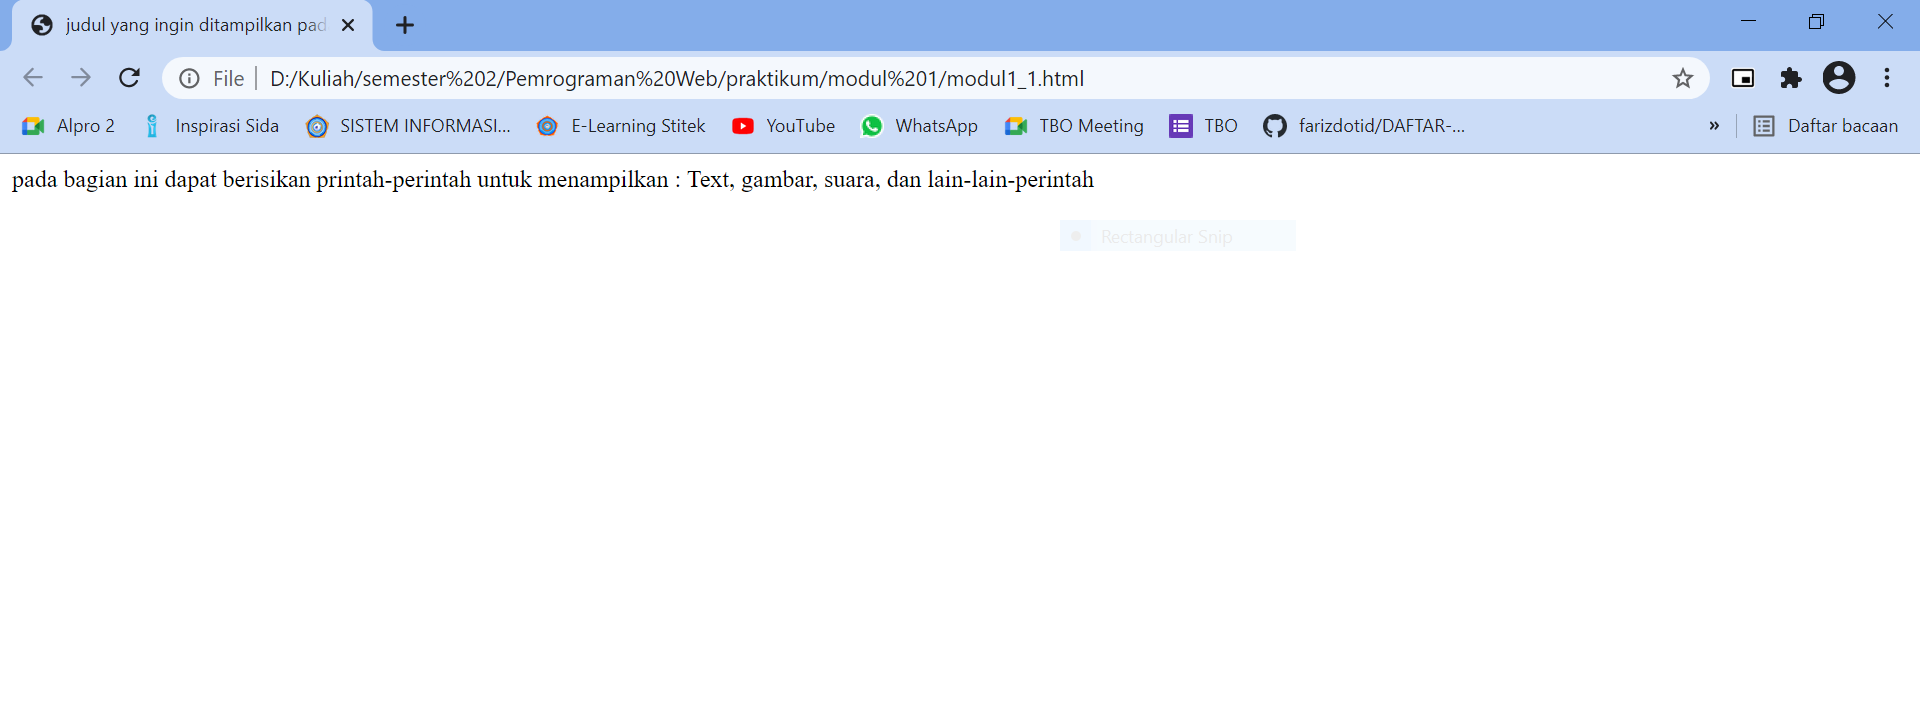 judul yang ingin ditampilkan pad
File | D:/Kuliah/semester%202/Pemrograman%20Web/praktikum/modul%201/modul1_1.html
Alpro 2 Inspirasi Sida SISTEM INFORMASI... E-Learning Stitek YouTube WhatsApp TBO Meeting TBO farizdotid/DAFTAR-... » Daftar bacaan
pada bagian ini dapat berisikan printah-perintah untuk menampilkan : Text, gambar, suara, dan lain-lain-perintah
Rectangular Snip